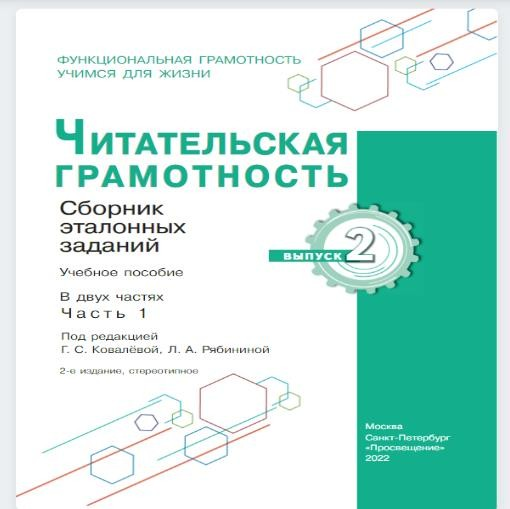 ФУНКЦИОНАЛЬНАЯ ГРАМОТНОСТЬ
УЧИМСЯ ДЛЯ ЖИЗНИ
ЧИТАТЕЛЬСКАЯ
ГРАМОТНОСТЬ
Сборник
эталонных
заданий
ВЫПУСК 2
Учебное пособие
В двух частях
Часть 1
Под редакцией
Г. С. Ковалёвой, Л. А. Рябининой
2-е издание, стереотипное
Москва
Санкт-Петербург
«Просвещение»
2022